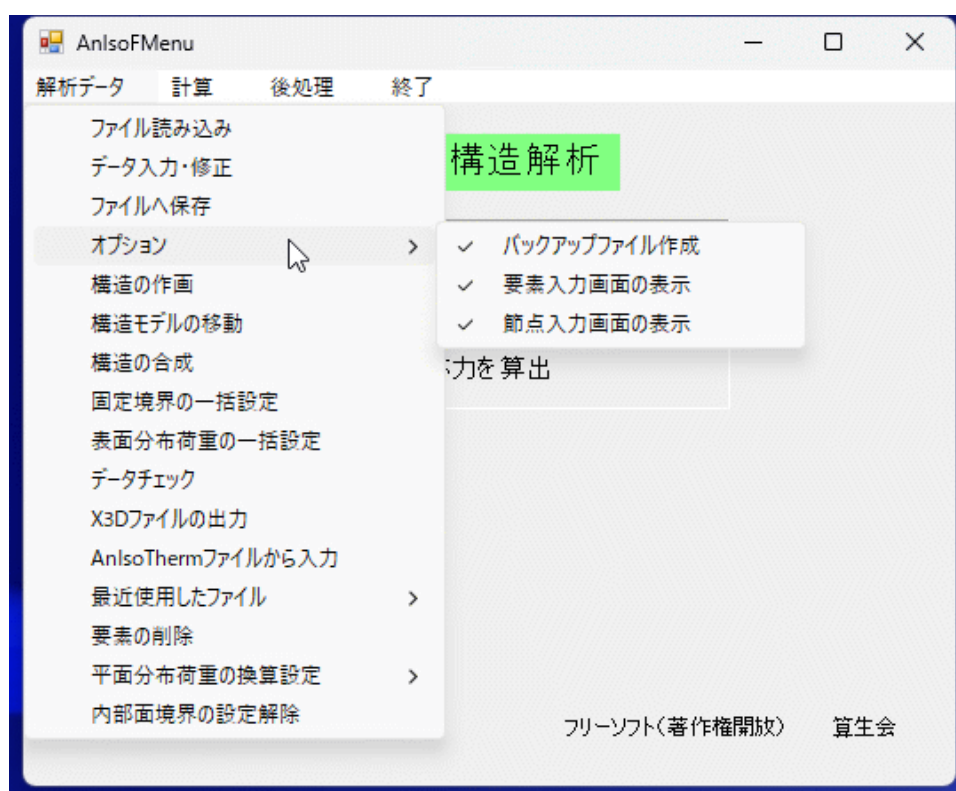 AnIsoFMenu
解析データ 計算 後処理 終了
ファイル読み込み
データ入力・修正
ファイルへ保存
オプション
構造の作画
構造モデルの移動
構造の合成
固定境界の一括設定
表面分布荷重の一括設定
データチェック
X3Dファイルの出力
AnIsoThermファイルから入力
最近使用したファイル
要素の削除
平面分布荷重の換算設定
内部面境界の設定解除
構造解析
バックアップファイル作成
要素入力画面の表示
節点入力画面の表示
力を算出
フリーソフト(著作権開放) 算生会